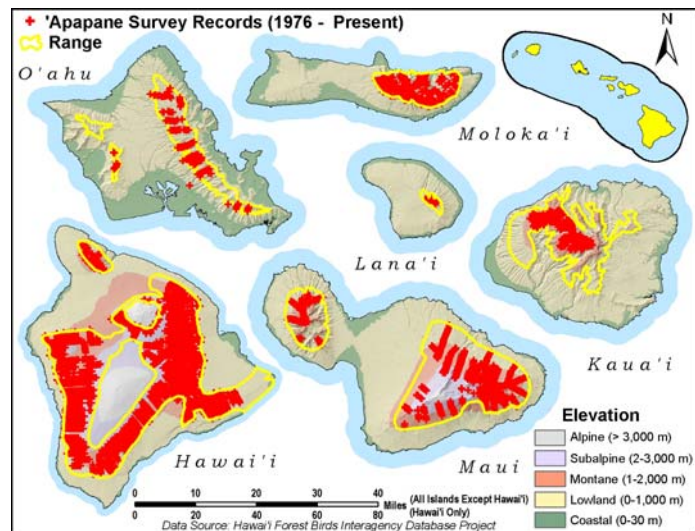 'Apapane Survey Records (1976 - Present)
Range
N
O'ahu
Moloka'i
Lana'i
Kaua'i
Hawai'i
Maui
Elevation
Alpine (> 3,000 m)
Subalpine (2-3,000 m)
Montane (1-2,000 m)
Lowland (0-1,000 m)
Coastal (0-30 m)
0 5 10 20 30 40
Miles (All Islands Except Hawai'i)
(Hawai'i Only)
0 10 20 40 60 80
Data Source: Hawai'i Forest Birds Interagency Database Project